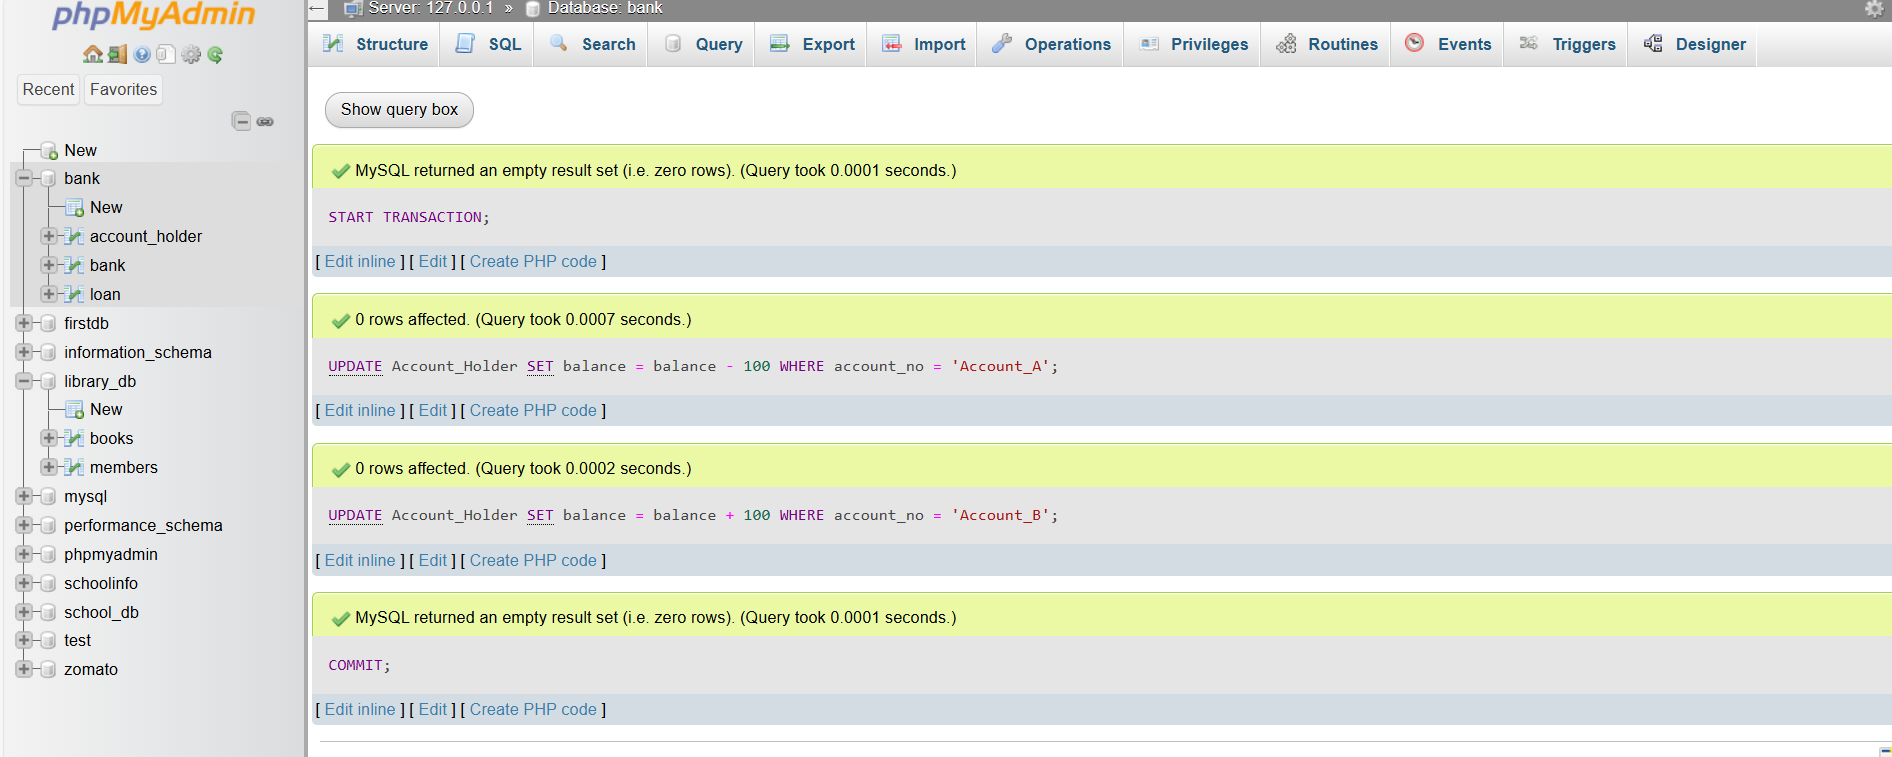 phpMyAdmin
Recent Favorites
New
bank
New
account_holder
bank
loan
firstdb
information_schema
library_db
New
books
members
mysql
performance_schema
phpmyadmin
schoolinfo
school_db
test
zomato
Server: 127.0.0.1 » Database: bank
Structure SQL Search Query Export Import Operations Privileges Routines Events Triggers Designer
Show query box
MySQL returned an empty result set (i.e. zero rows). (Query took 0.0001 seconds.)
START TRANSACTION;
[ Edit inline ] [ Edit ] [ Create PHP code ]
0 rows affected. (Query took 0.0007 seconds.)
UPDATE Account_Holder SET balance = balance - 100 WHERE account_no = 'Account_A';
[ Edit inline ] [ Edit ] [ Create PHP code ]
0 rows affected. (Query took 0.0002 seconds.)
UPDATE Account_Holder SET balance = balance + 100 WHERE account_no = 'Account_B';
[ Edit inline ] [ Edit ] [ Create PHP code ]
MySQL returned an empty result set (i.e. zero rows). (Query took 0.0001 seconds.)
COMMIT;
[ Edit inline ] [ Edit ] [ Create PHP code ]